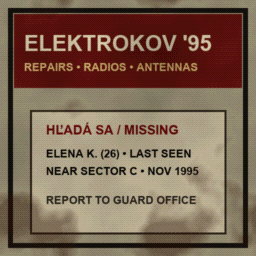 ELEKTROKOV '95
REPAIRS • RADIOS • ANTENNAS
HĽADÁ SA / MISSING
ELENA K. (26) • LAST SEEN
NEAR SECTOR C • NOV 1995
REPORT TO GUARD OFFICE